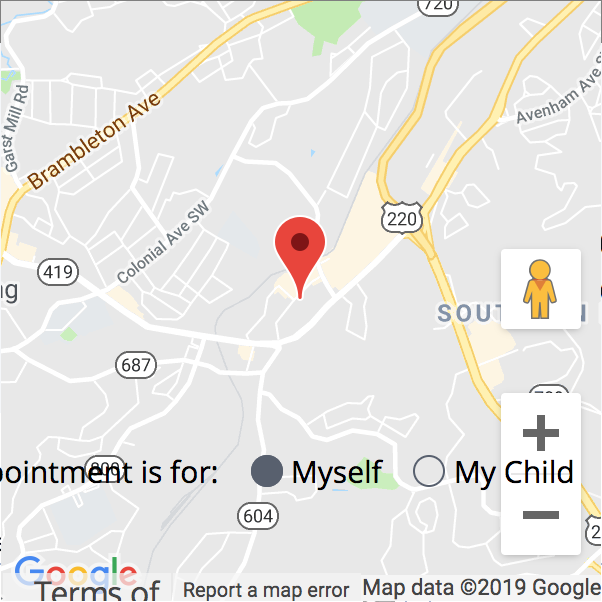 720
Avenham Ave S
Garst Mill Rd
Brambleton Ave
Colonial Ave SW
220
419
ng
SOUT
687
800
pointment is for: Myself My Child
604
Google
Terms of
Report a map error
Map data ©2019 Google